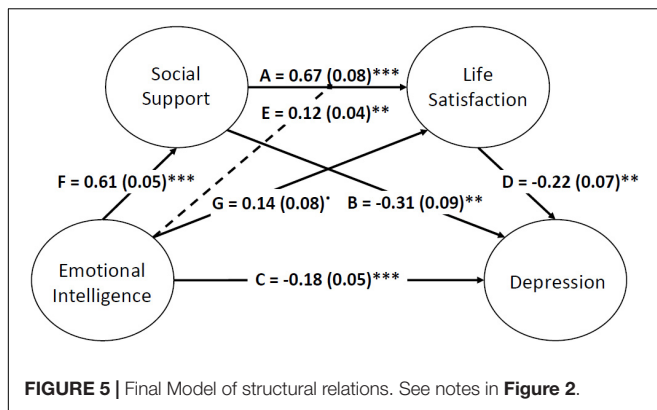 Social
Support
A = 0.67 (0.08)***
Life
Satisfaction
E = 0.12 (0.04)**
F = 0.61 (0.05)***
D = -0.22 (0.07)**
G = 0.14 (0.08)˙
B = -0.31 (0.09)**
Emotional
Intelligence
C = -0.18 (0.05)***
Depression
FIGURE 5 | Final Model of structural relations. See notes in Figure 2.